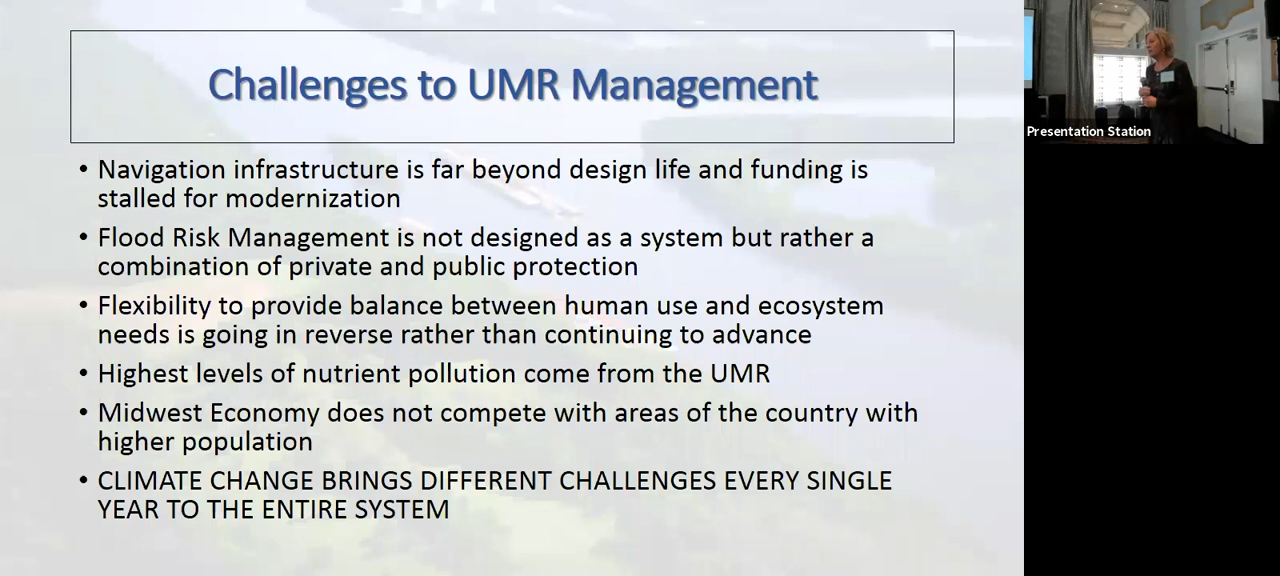 Challenges to UMR Management
• Navigation infrastructure is far beyond design life and funding is
stalled for modernization
• Flood Risk Management is not designed as a system but rather a
combination of private and public protection
• Flexibility to provide balance between human use and ecosystem
needs is going in reverse rather than continuing to advance
• Highest levels of nutrient pollution come from the UMR
• Midwest Economy does not compete with areas of the country with
higher population
• CLIMATE CHANGE BRINGS DIFFERENT CHALLENGES EVERY SINGLE
YEAR TO THE ENTIRE SYSTEM
Presentation Station